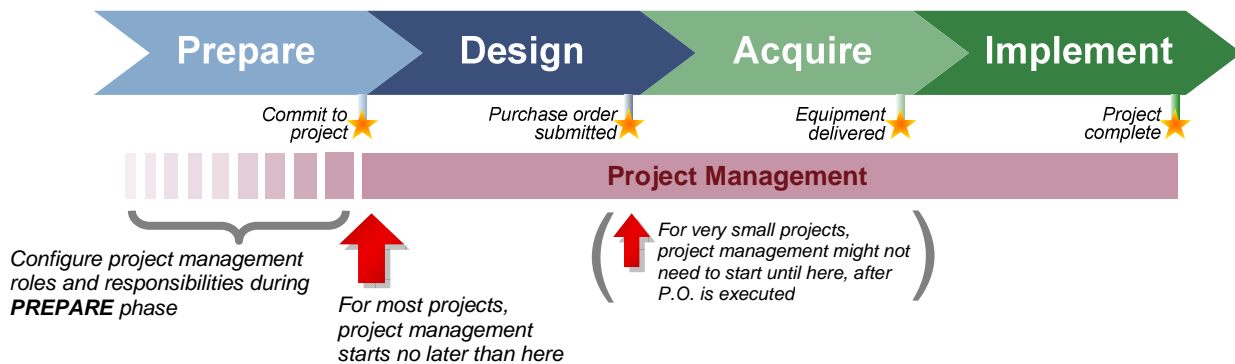 Prepare
Design
Acquire
Implement
Commit to
project
Purchase order
submitted
Equipment
delivered
Project
complete
Project Management
Configure project management
roles and responsibilities during
PREPARE phase
For most projects,
project management
starts no later than here
For very small projects,
project management might not
need to start until here, after
P.O. is executed